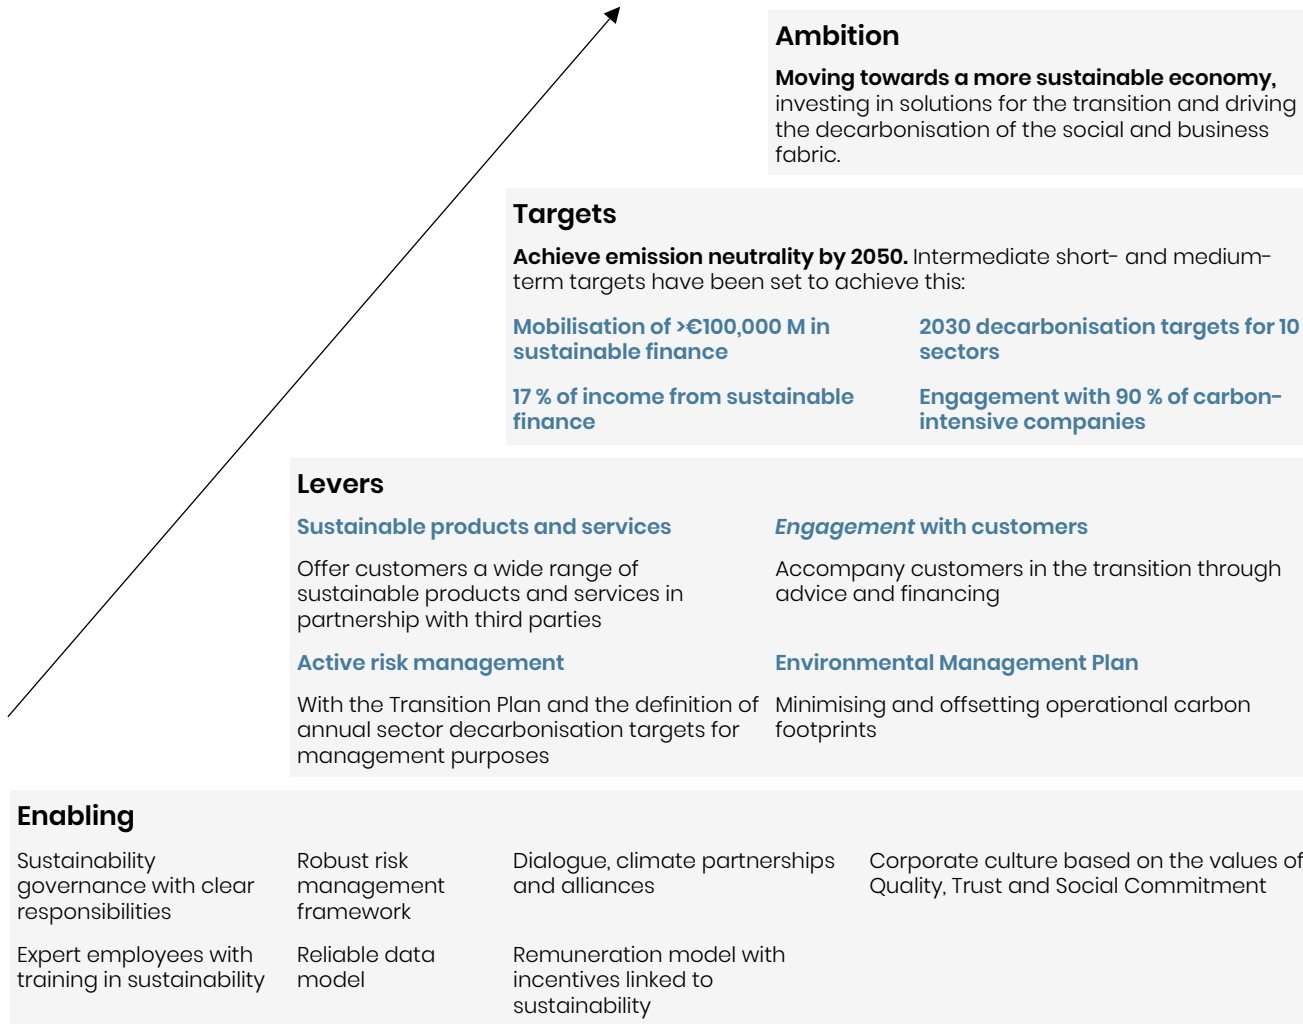 Ambition
Moving towards a more sustainable economy,
investing in solutions for the transition and driving
the decarbonisation of the social and business
fabric.
Targets
Achieve emission neutrality by 2050. Intermediate short- and medium-
term targets have been set to achieve this:
Mobilisation of >€100,000 M in
sustainable finance
2030 decarbonisation targets for 10
sectors
17 % of income from sustainable
finance
Engagement with 90 % of carbon-
intensive companies
Levers
Sustainable products and services
Offer customers a wide range of
sustainable products and services in
partnership with third parties
Engagement with customers
Accompany customers in the transition through
advice and financing
Active risk management
With the Transition Plan and the definition of
annual sector decarbonisation targets for
management purposes
Environmental Management Plan
Minimising and offsetting operational carbon
footprints
Enabling
Sustainability
governance with clear
responsibilities
Robust risk
management
framework
Dialogue, climate partnerships
and alliances
Corporate culture based on the values of
Quality, Trust and Social Commitment
Expert employees with
training in sustainability
Reliable data
model
Remuneration model with
incentives linked to
sustainability